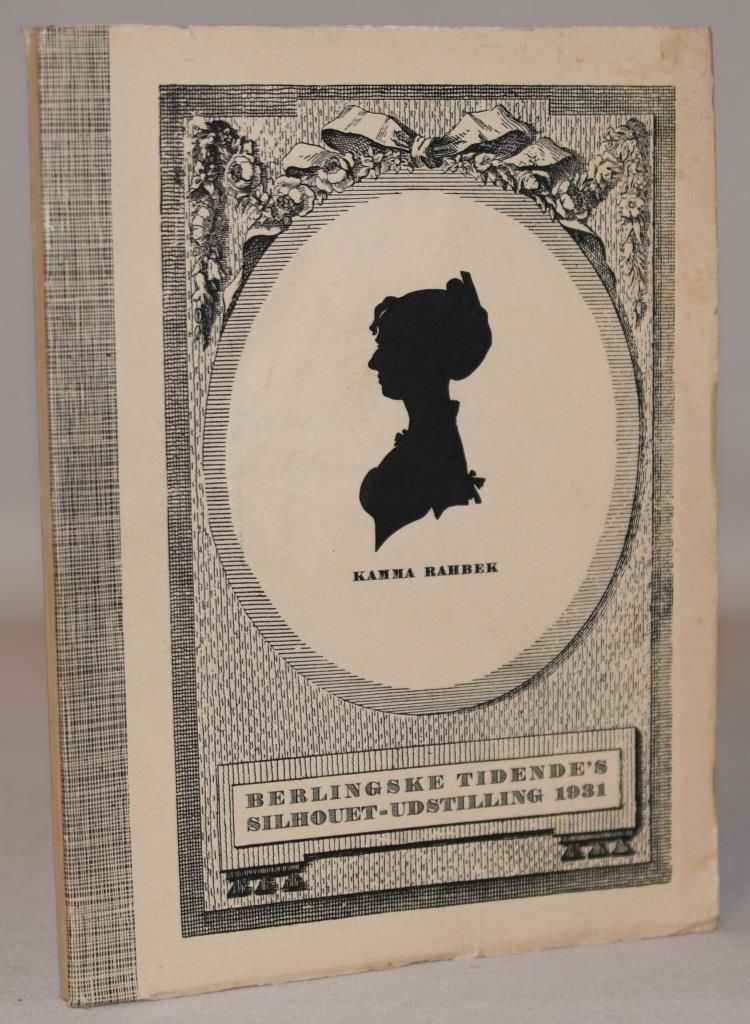 KAMMA RAHBEK
BERLINGSKE TIDENDE'S
SILHOUET-UDSTILLING 1931